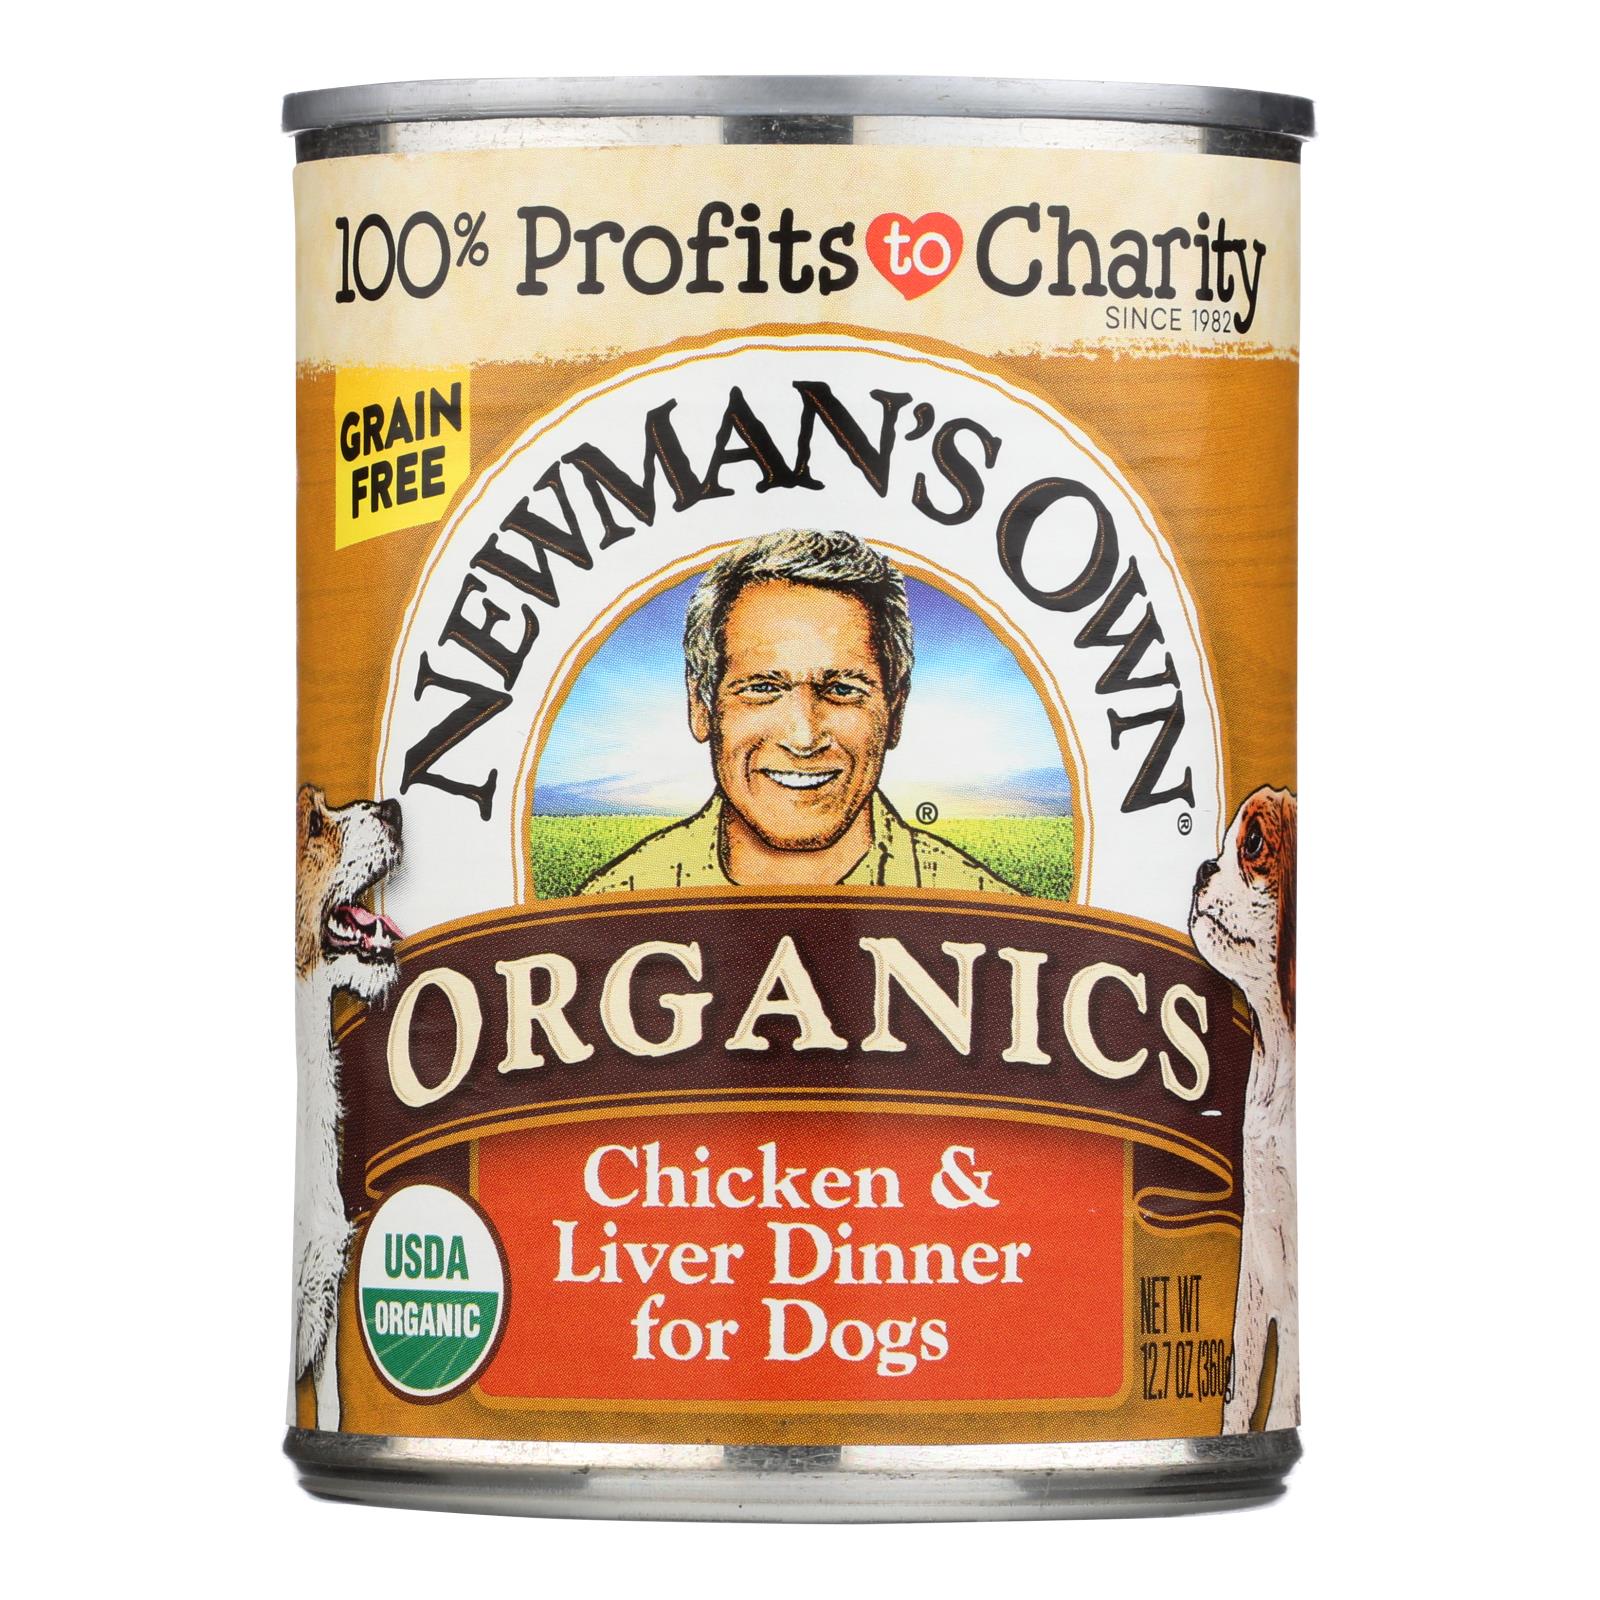 100% Profits to Charity
SINCE 1982
GRAIN
FREE
NEWMAN'S OWN®
®
ORGANICS
Chicken &
Liver Dinner
for Dogs
USDA
ORGANIC
NET WT
12.7 OZ (360g)